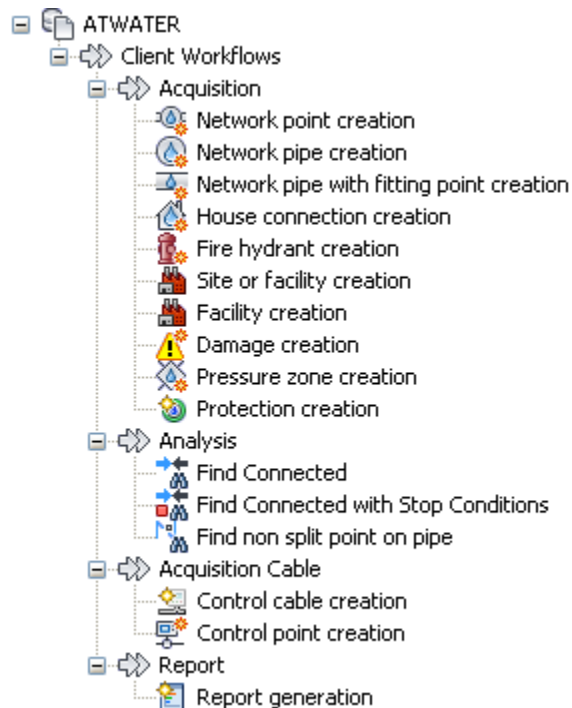 ATWATER
Client Workflows
Acquisition
Network point creation
Network pipe creation
Network pipe with fitting point creation
House connection creation
Fire hydrant creation
Site or facility creation
Facility creation
Damage creation
Pressure zone creation
Protection creation
Analysis
Find Connected
Find Connected with Stop Conditions
Find non split point on pipe
Acquisition Cable
Control cable creation
Control point creation
Report
Report generation